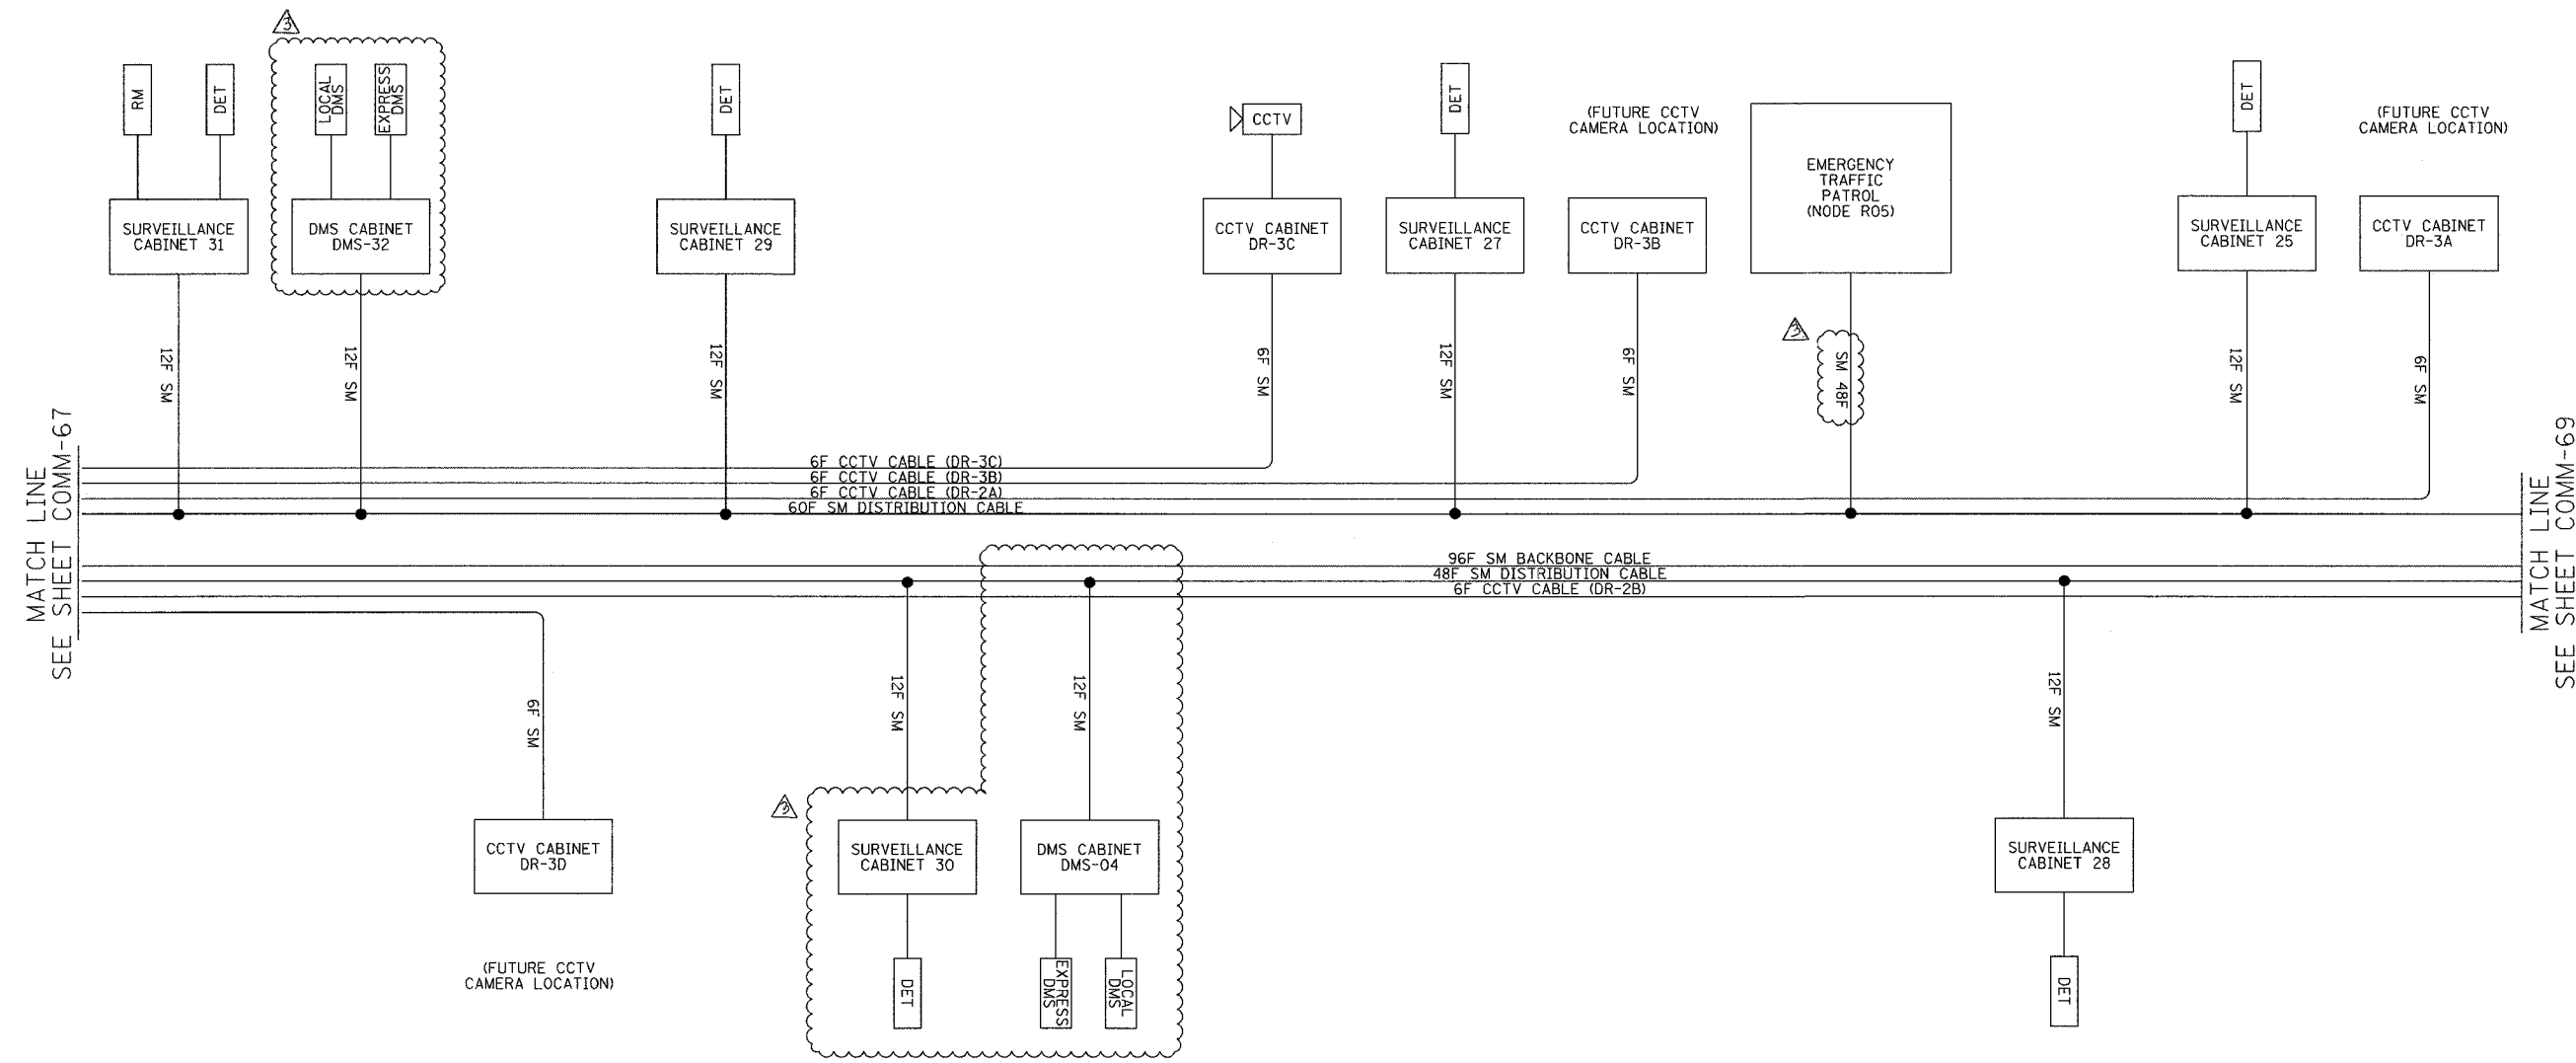 3
RM
DET
LOCAL
DMS
EXPRESS
DMS
DET
CCTV
DET
(FUTURE CCTV
CAMERA LOCATION)
EMERGENCY
TRAFFIC
PATROL
(NODE R05)
DET
(FUTURE CCTV
CAMERA LOCATION)
SURVEILLANCE
CABINET 31
DMS CABINET
DMS-32
SURVEILLANCE
CABINET 29
CCTV CABINET
DR-3C
SURVEILLANCE
CABINET 27
CCTV CABINET
DR-3B
SURVEILLANCE
CABINET 25
CCTV CABINET
DR-3A
12F SM
12F SM
12F SM
6F SM
12F SM
6F SM
3
SM 48F
12F SM
6F SM
MATCH LINE
SEE SHEET COMM-67
6F CCTV CABLE (DR-3C)
6F CCTV CABLE (DR-3B)
6F CCTV CABLE (DR-2A)
60F SM DISTRIBUTION CABLE
96F SM BACKBONE CABLE
48F SM DISTRIBUTION CABLE
6F CCTV CABLE (DR-2B)
MATCH LINE
SEE SHEET COMM-69
6F SM
12F SM
12F SM
12F SM
3
CCTV CABINET
DR-3D
SURVEILLANCE
CABINET 30
DMS CABINET
DMS-04
SURVEILLANCE
CABINET 28
(FUTURE CCTV
CAMERA LOCATION)
DET
EXPRESS
DMS
LOCAL
DMS
DET